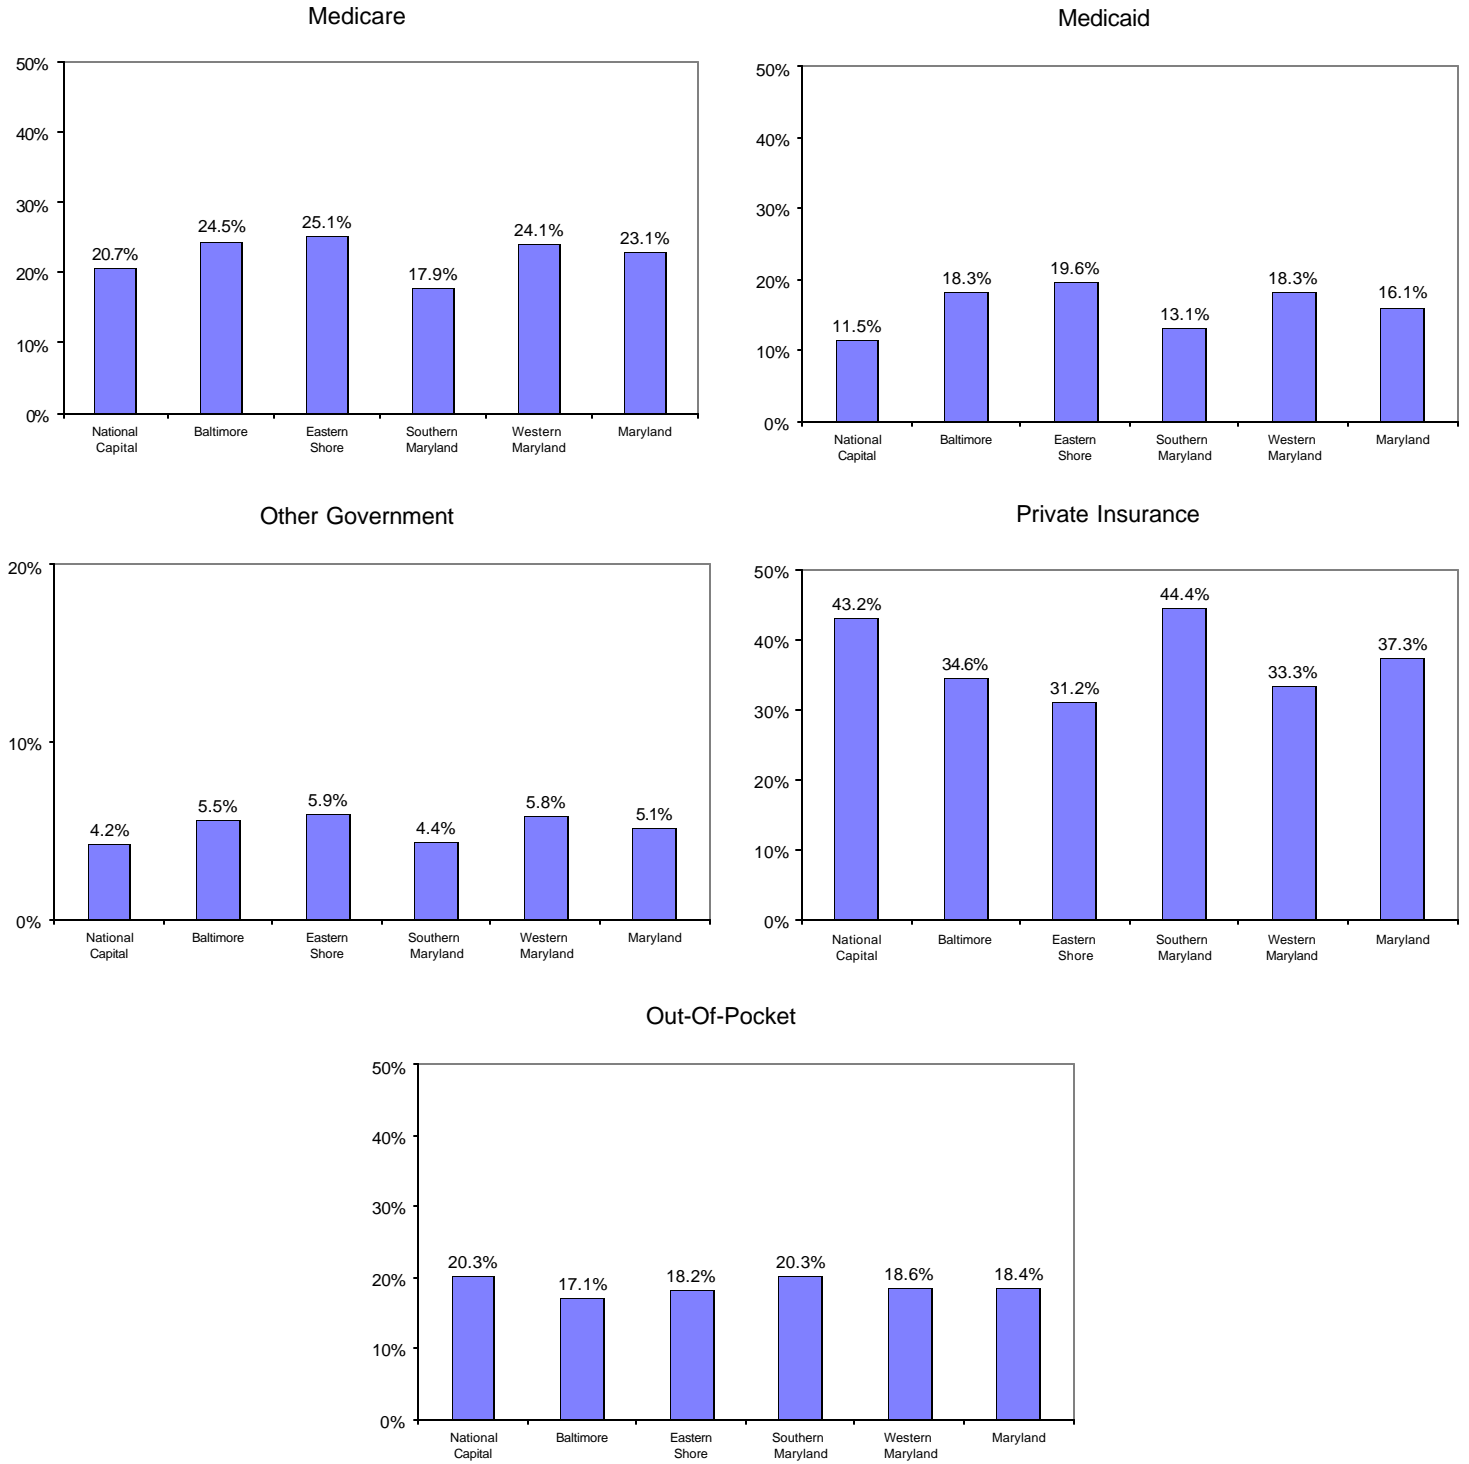 Medicare
50%
40%
30%
20%
10%
0%
20.7%
24.5%
25.1%
17.9%
24.1%
23.1%
National
Capital
Baltimore
Eastern
Shore
Southern
Maryland
Western
Maryland
Maryland
Medicaid
50%
40%
30%
20%
10%
0%
11.5%
18.3%
19.6%
13.1%
18.3%
16.1%
National
Capital
Baltimore
Eastern
Shore
Southern
Maryland
Western
Maryland
Maryland
Other Government
20%
10%
0%
4.2%
5.5%
5.9%
4.4%
5.8%
5.1%
National
Capital
Baltimore
Eastern
Shore
Southern
Maryland
Western
Maryland
Maryland
Private Insurance
50%
40%
30%
20%
10%
0%
43.2%
34.6%
31.2%
44.4%
33.3%
37.3%
National
Capital
Baltimore
Eastern
Shore
Southern
Maryland
Western
Maryland
Maryland
Out-Of-Pocket
50%
40%
30%
20%
10%
0%
20.3%
17.1%
18.2%
20.3%
18.6%
18.4%
National
Capital
Baltimore
Eastern
Shore
Southern
Maryland
Western
Maryland
Maryland